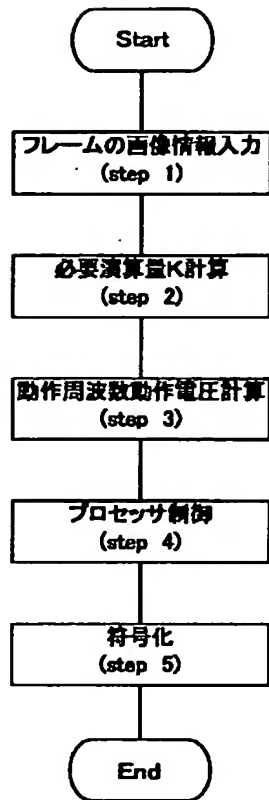 Start
フレームの画像情報入力
(step 1)
必要演算量K計算
(step 2)
動作周波数動作電圧計算
(step 3)
プロセッサ制御
(step 4)
符号化
(step 5)
End